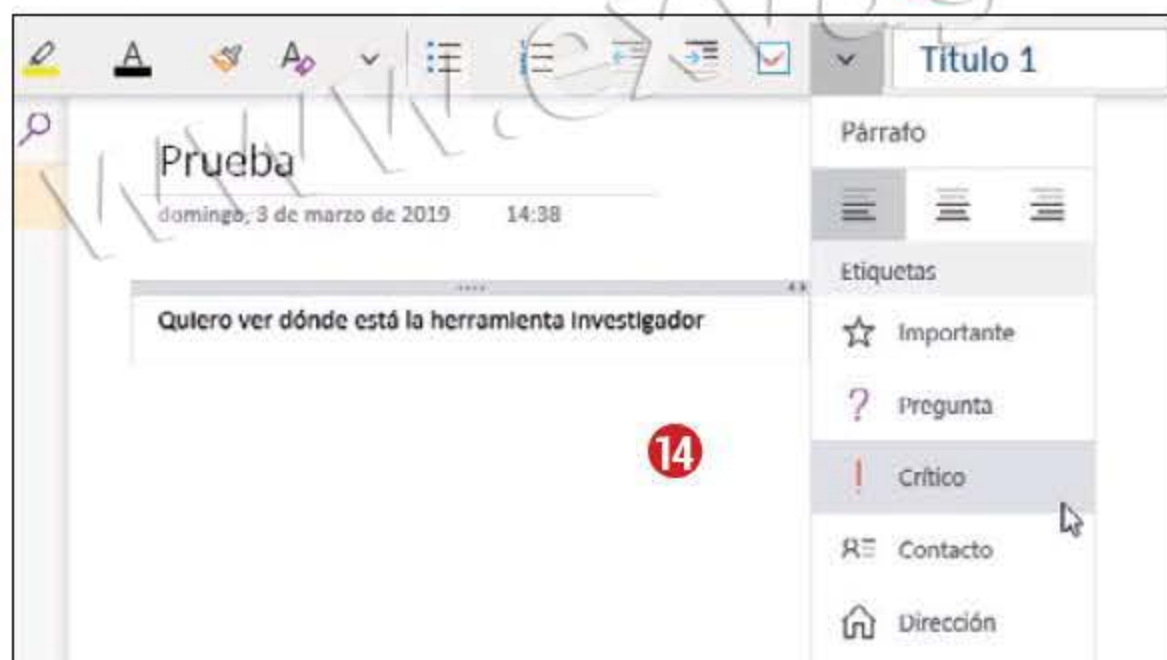 Título 1
Prueba
domingo, 3 de marzo de 2019 14:38
Quiero ver dónde está la herramienta Investigador
14
Párrafo
Etiquetas
Importante
Pregunta
Crítico
Contacto
Dirección